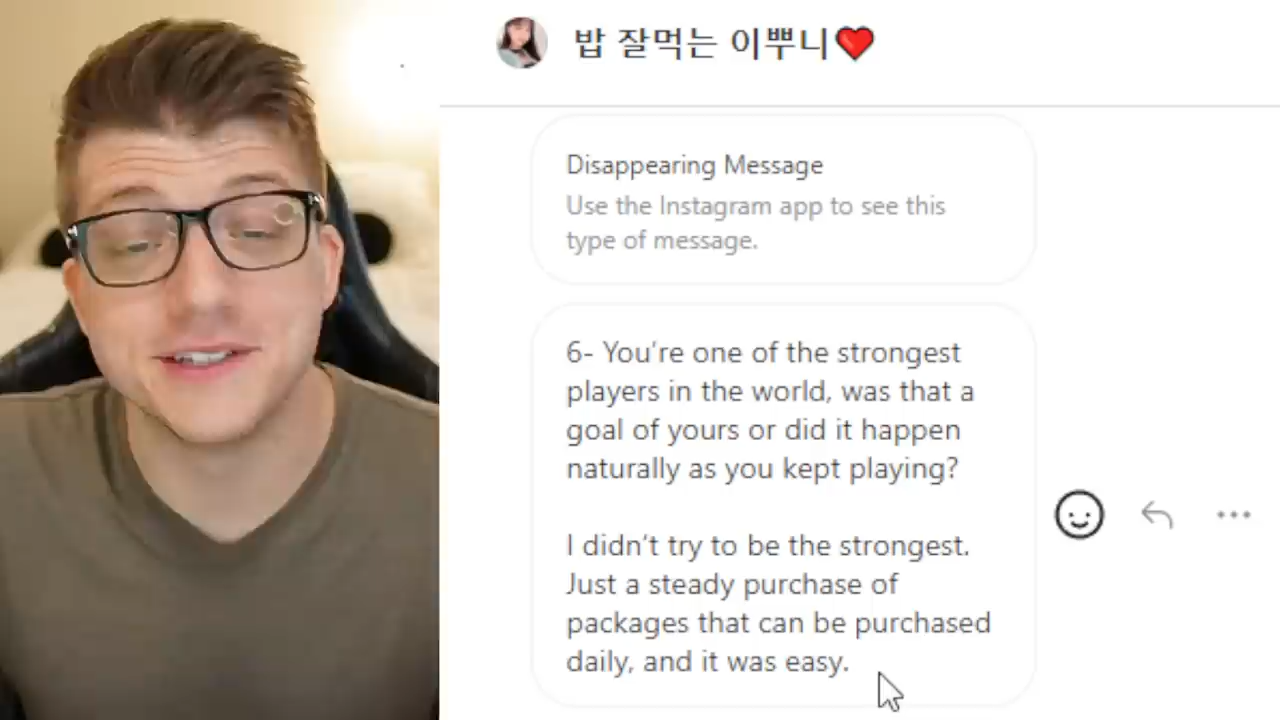 밥 잘먹는 이뿌니❤️
Disappearing Message
Use the Instagram app to see this
type of message.
6- You're one of the strongest
players in the world, was that a
goal of yours or did it happen
naturally as you kept playing?
I didn't try to be the strongest.
Just a steady purchase of
packages that can be purchased
daily, and it was easy.